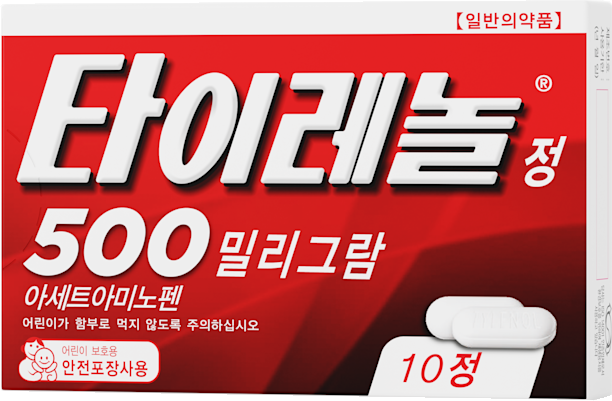 【일반의약품】
타이레놀® 정
500 밀리그람
아세트아미노펜
어린이가 함부로 먹지 않도록 주의하십시오
어린이 보호용
안전포장사용
10정